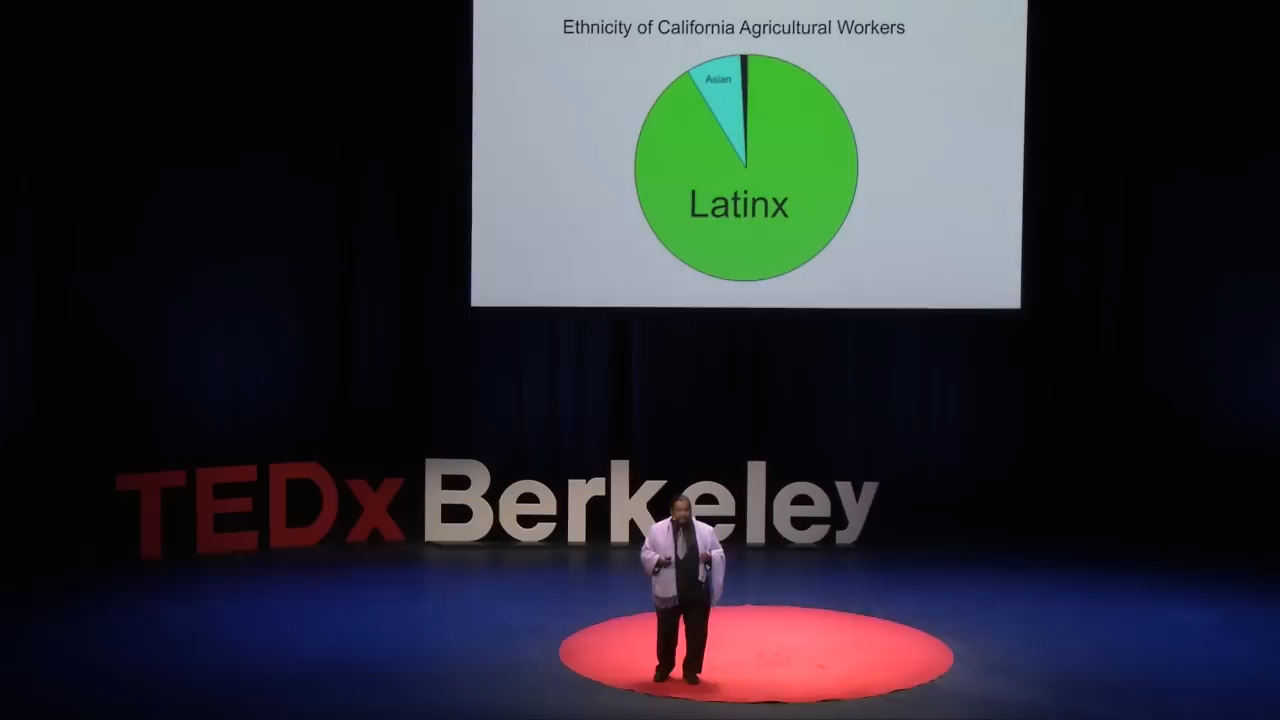 Ethnicity of California Agricultural Workers
Asian
Latinx
TEDxBerkeley